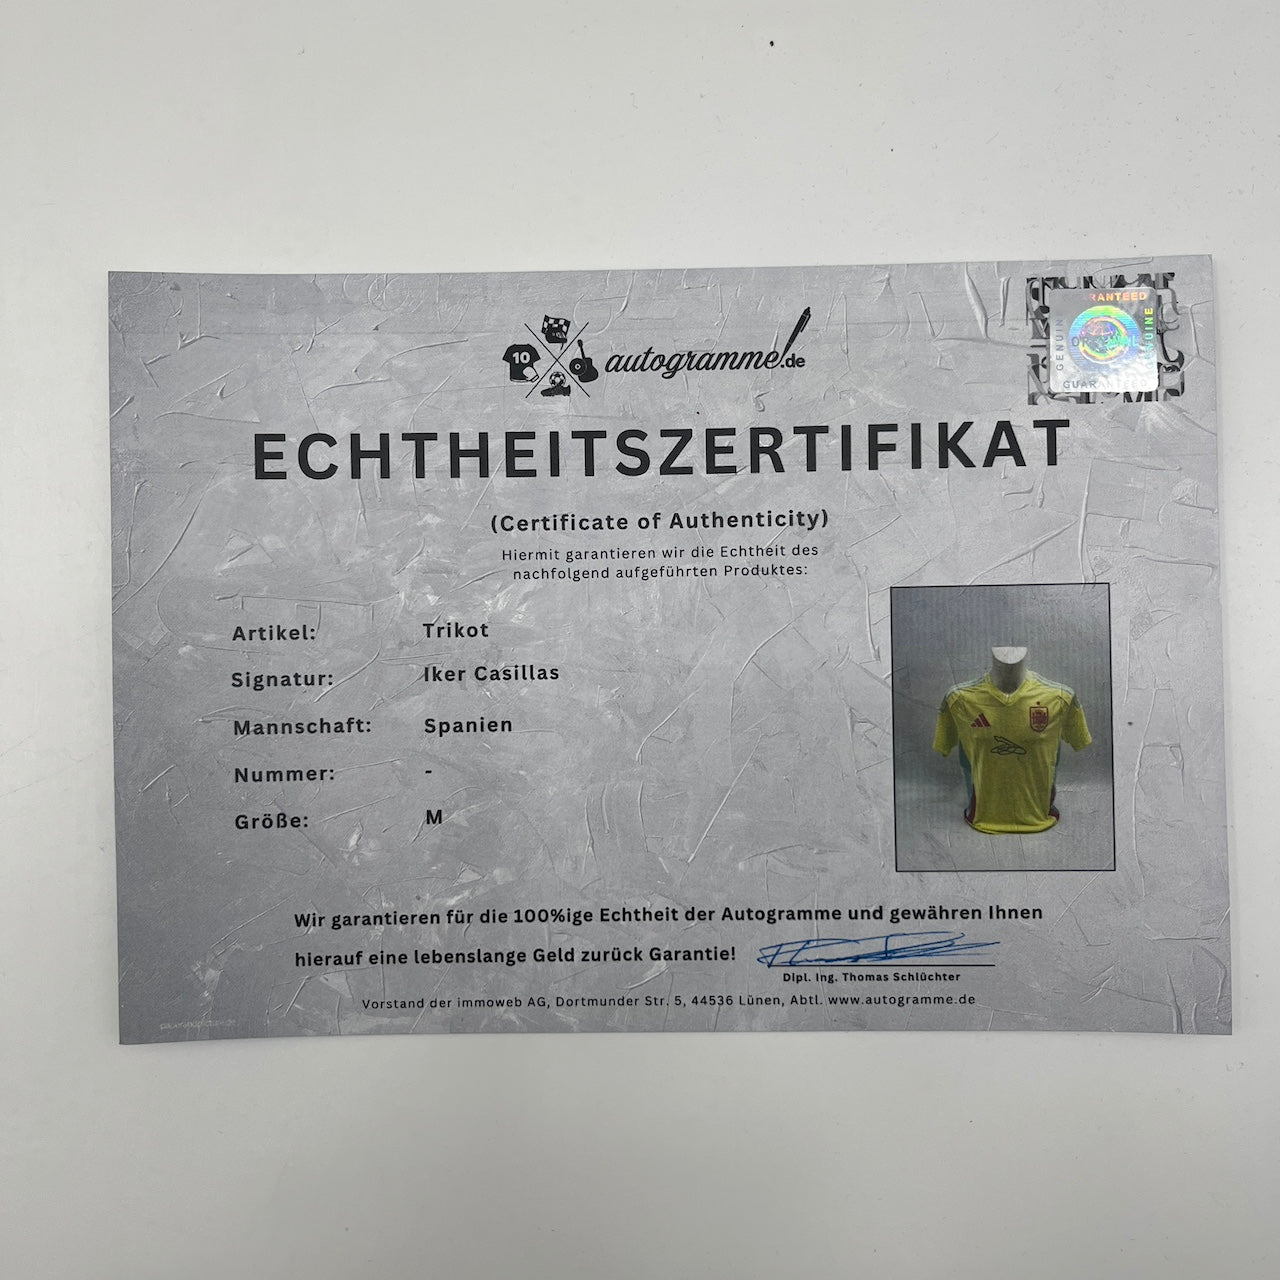 10
autogramme.de
RANTEED
GENUIN
GUARANTEED
ECHTHEITSZERTIFIKAT
(Certificate of Authenticity)
Hiermit garantieren wir die Echtheit des
nachfolgend aufgeführten Produktes:
Artikel: Trikot
Signatur: Iker Casillas
Mannschaft: Spanien
Nummer: -
Größe: M
Wir garantieren für die 100%ige Echtheit der Autogramme und gewähren Ihnen
hierauf eine lebenslange Geld zurück Garantie!
Dipl. Ing. Thomas Schlüchter
Vorstand der immoweb AG, Dortmunder Str. 5, 44536 Lünen, Abtl. www.autogramme.de